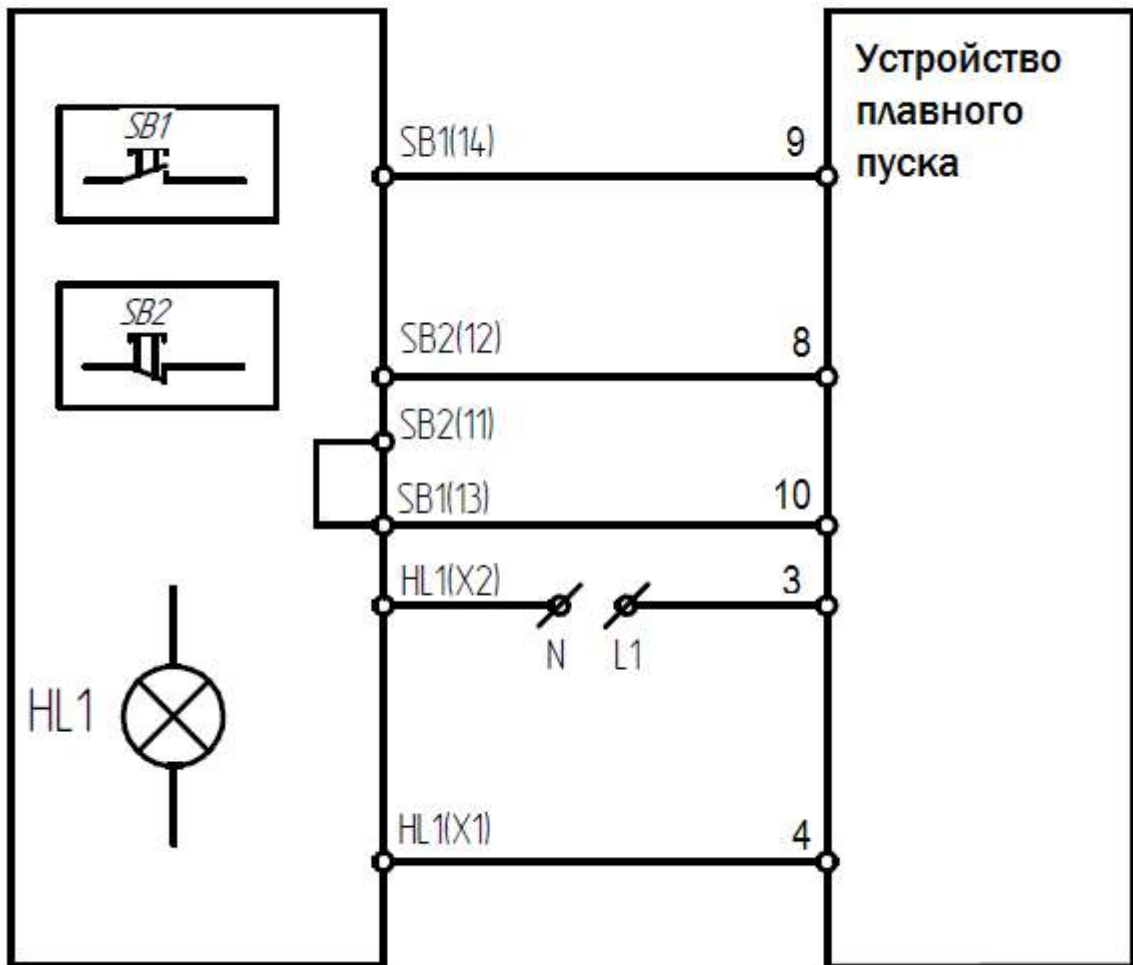 Устройство
плавного
пуска
SB1
SB1(14) 9
SB2
SB2(12) 8
SB2(11)
SB1(13) 10
HL1(X2) 3
N L1
HL1
HL1(X1) 4